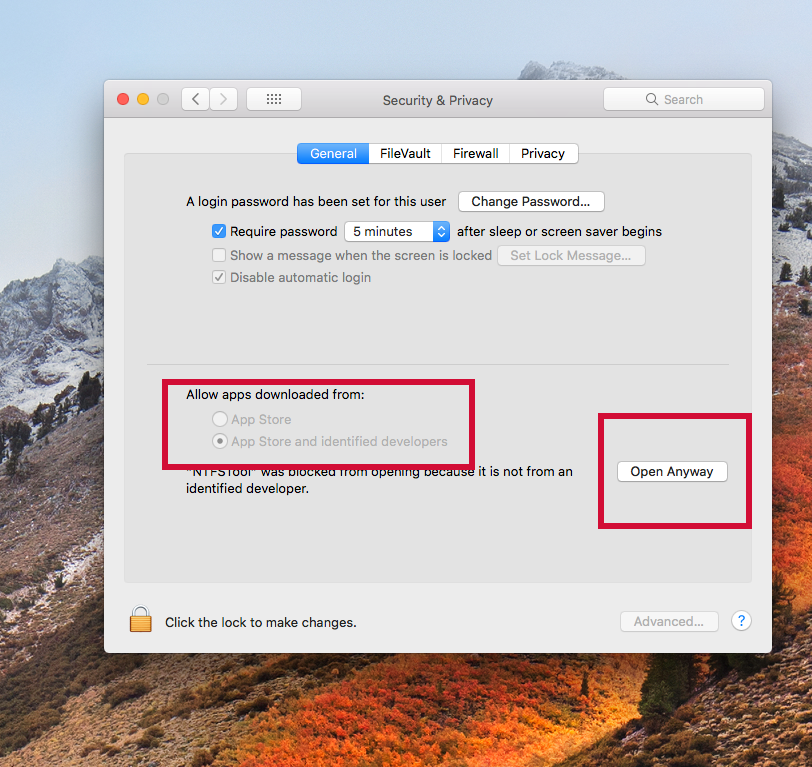 Security & Privacy
Search
General FileVault Firewall Privacy
A login password has been set for this user Change Password...
Require password 5 minutes after sleep or screen saver begins
Show a message when the screen is locked Set Lock Message...
Disable automatic login
Allow apps downloaded from:
App Store
App Store and identified developers
"NTFSTool" was blocked from opening because it is not from an
identified developer.
Open Anyway
Click the lock to make changes.
Advanced... ?